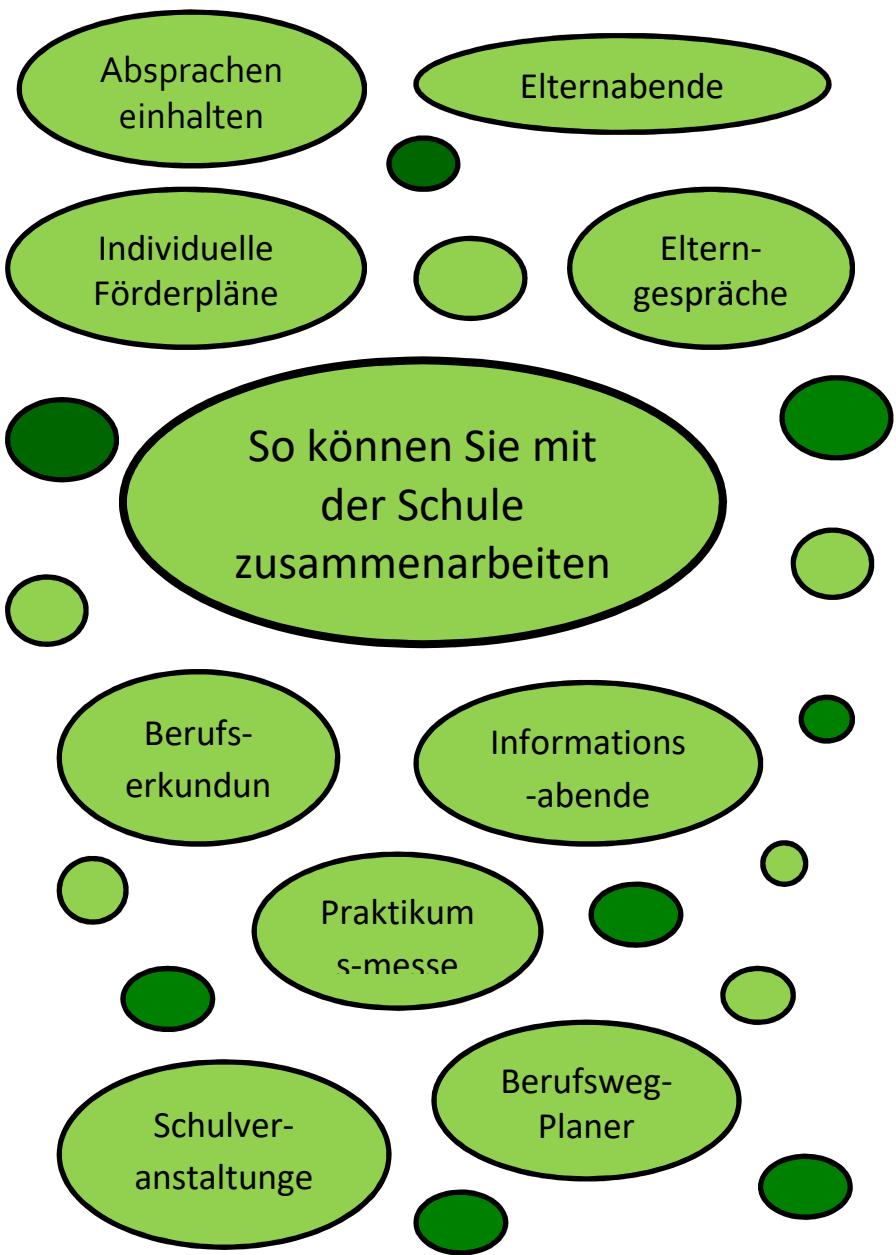 Absprachen
einhalten
Elternabende
Individuelle
Förderpläne
Eltern-
gespräche
So können Sie mit
der Schule
zusammenarbeiten
Berufs-
erkundun
Informations
-abende
Praktikum
s-messe
Berufsweg-
Planer
Schulver-
anstaltunge